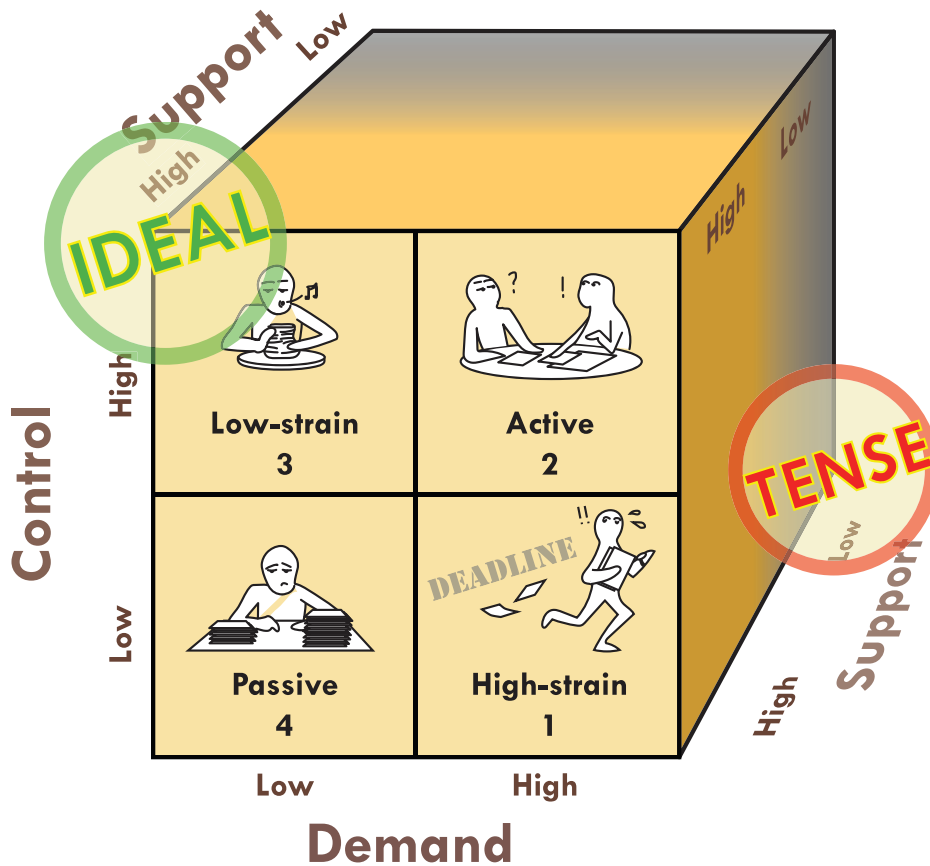 Support
Low
High
IDEAL
Low
High
?
!
Control
High
Low-strain
3
Active
2
TENSE
Low
Support
High
!!
DEADLINE
Low
Passive
4
High-strain
1
Low
High
Demand